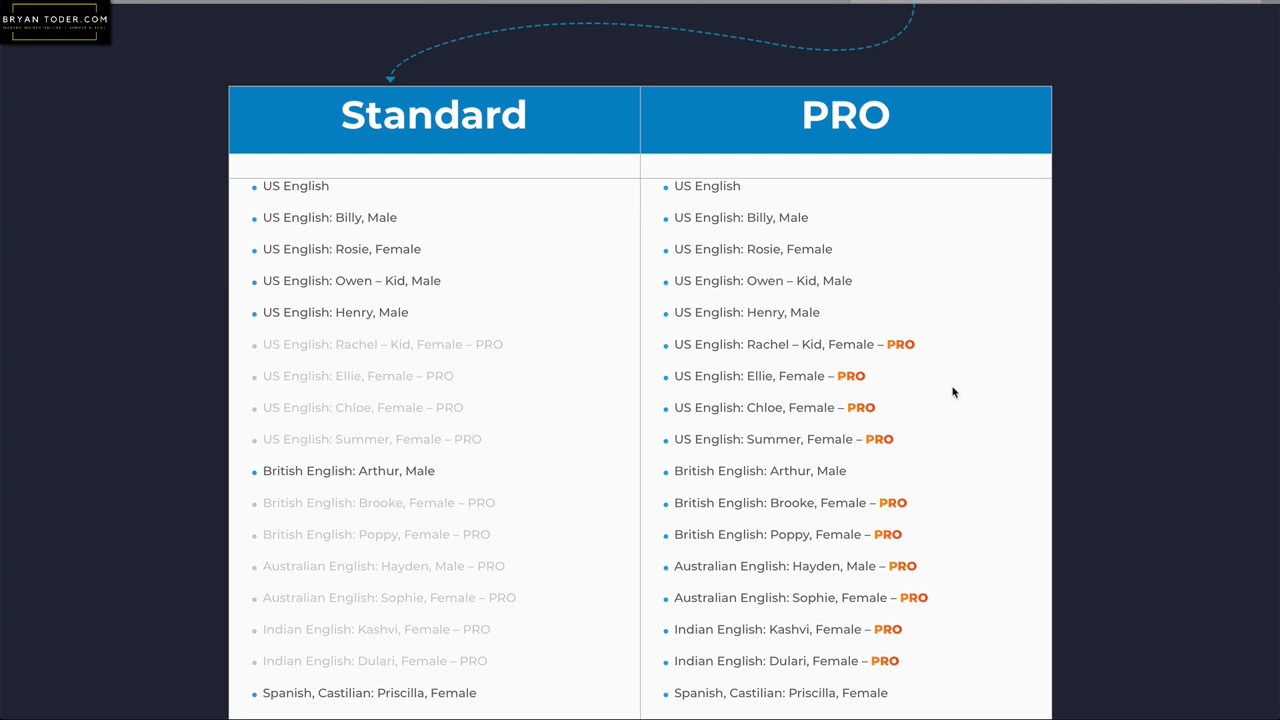 BRYAN TODER.COM
Standard
PRO
US English
US English: Billy, Male
US English: Rosie, Female
US English: Owen – Kid, Male
US English: Henry, Male
US English: Rachel – Kid, Female – PRO
US English: Ellie, Female – PRO
US English: Chloe, Female – PRO
US English: Summer, Female – PRO
British English: Arthur, Male
British English: Brooke, Female – PRO
British English: Poppy, Female – PRO
Australian English: Hayden, Male – PRO
Australian English: Sophie, Female – PRO
Indian English: Kashvi, Female – PRO
Indian English: Dulari, Female – PRO
Spanish, Castilian: Priscilla, Female
US English
US English: Billy, Male
US English: Rosie, Female
US English: Owen – Kid, Male
US English: Henry, Male
US English: Rachel – Kid, Female – PRO
US English: Ellie, Female – PRO
US English: Chloe, Female – PRO
US English: Summer, Female – PRO
British English: Arthur, Male
British English: Brooke, Female – PRO
British English: Poppy, Female – PRO
Australian English: Hayden, Male – PRO
Australian English: Sophie, Female – PRO
Indian English: Kashvi, Female – PRO
Indian English: Dulari, Female – PRO
Spanish, Castilian: Priscilla, Female